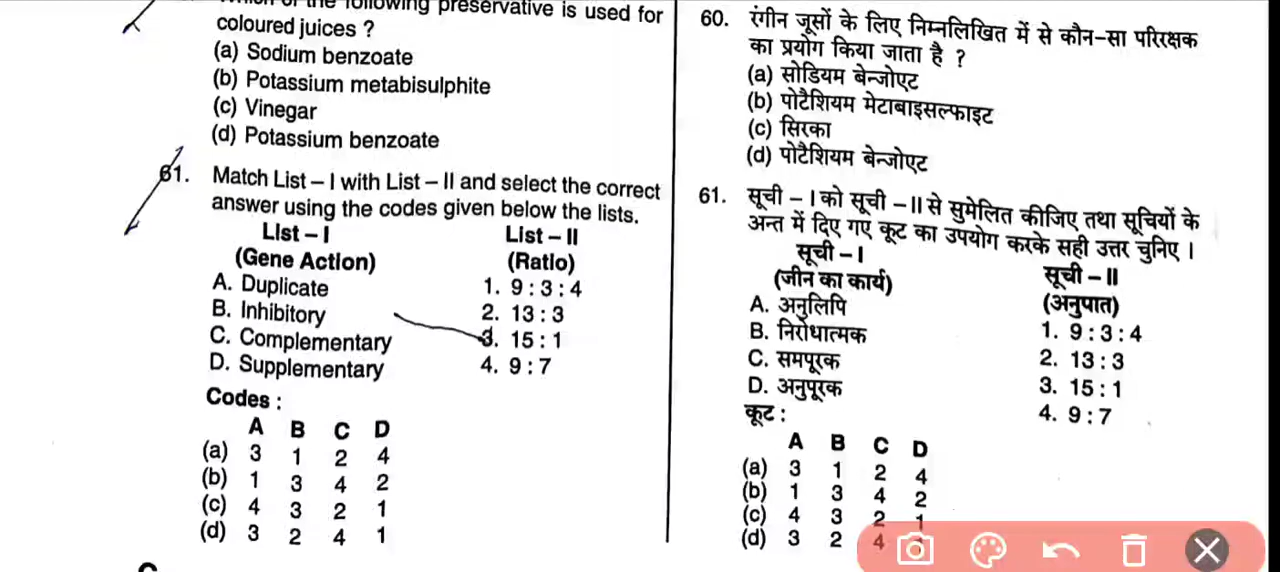 the following preservative is used for
coloured juices ?
(a) Sodium benzoate
(b) Potassium metabisulphite
(c) Vinegar
(d) Potassium benzoate
61. Match List – I with List – II and select the correct
answer using the codes given below the lists.
List – I List – II
(Gene Action) (Ratio)
A. Duplicate 1. 9 : 3 : 4
B. Inhibitory 2. 13 : 3
C. Complementary 3. 15 : 1
D. Supplementary 4. 9 : 7
Codes :
A B C D
(a) 3 1 2 4
(b) 1 3 4 2
(c) 4 3 2 1
(d) 3 2 4 1
60. रंगीन जूसों के लिए निम्नलिखित में से कौन-सा परिरक्षक
का प्रयोग किया जाता है ?
(a) सोडियम बेन्जोएट
(b) पोटैशियम मेटाबाइसल्फाइट
(c) सिरका
(d) पोटैशियम बेन्जोएट
61. सूची – I को सूची – II से सुमेलित कीजिए तथा सूचियों के
अन्त में दिए गए कूट का उपयोग करके सही उत्तर चुनिए ।
सूची – I सूची – II
(जीन का कार्य) (अनुपात)
A. अनुलिपि 1. 9 : 3 : 4
B. निरोधात्मक 2. 13 : 3
C. समपूरक 3. 15 : 1
D. अनुपूरक 4. 9 : 7
कूट :
A B C D
(a) 3 1 2 4
(b) 1 3 4 2
(c) 4 3 2 1
(d) 3 2 4